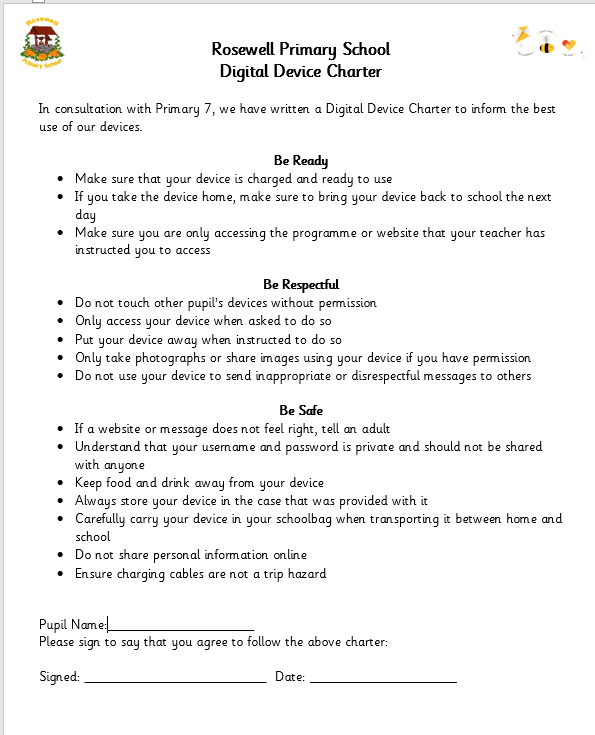 Rosewell
Primary School
Rosewell Primary School
Digital Device Charter
In consultation with Primary 7, we have written a Digital Device Charter to inform the best
use of our devices.
Be Ready
• Make sure that your device is charged and ready to use
• If you take the device home, make sure to bring your device back to school the next
day
• Make sure you are only accessing the programme or website that your teacher has
instructed you to access
Be Respectful
• Do not touch other pupil's devices without permission
• Only access your device when asked to do so
• Put your device away when instructed to do so
• Only take photographs or share images using your device if you have permission
• Do not use your device to send inappropriate or disrespectful messages to others
Be Safe
• If a website or message does not feel right, tell an adult
• Understand that your username and password is private and should not be shared
with anyone
• Keep food and drink away from your device
• Always store your device in the case that was provided with it
• Carefully carry your device in your schoolbag when transporting it between home and
school
• Do not share personal information online
• Ensure charging cables are not a trip hazard
Pupil Name:____________________
Please sign to say that you agree to follow the above charter:
Signed: _________________________ Date: ____________________